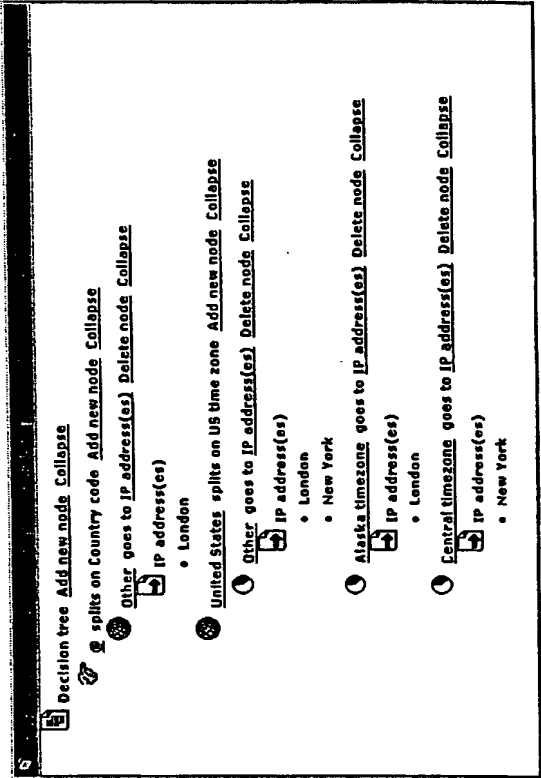 Decision tree Add new node Collapse
@ splits on Country code Add new node Collapse
Other goes to IP address(es) Delete node Collapse
IP address(es)
• London
United States splits on US time zone Add new node Collapse
Other goes to IP address(es) Delete node Collapse
IP address(es)
• London
• New York
Alaska timezone goes to IP address(es) Delete node Collapse
IP address(es)
• London
Central timezone goes to IP address(es) Delete node Collapse
IP address(es)
• New York